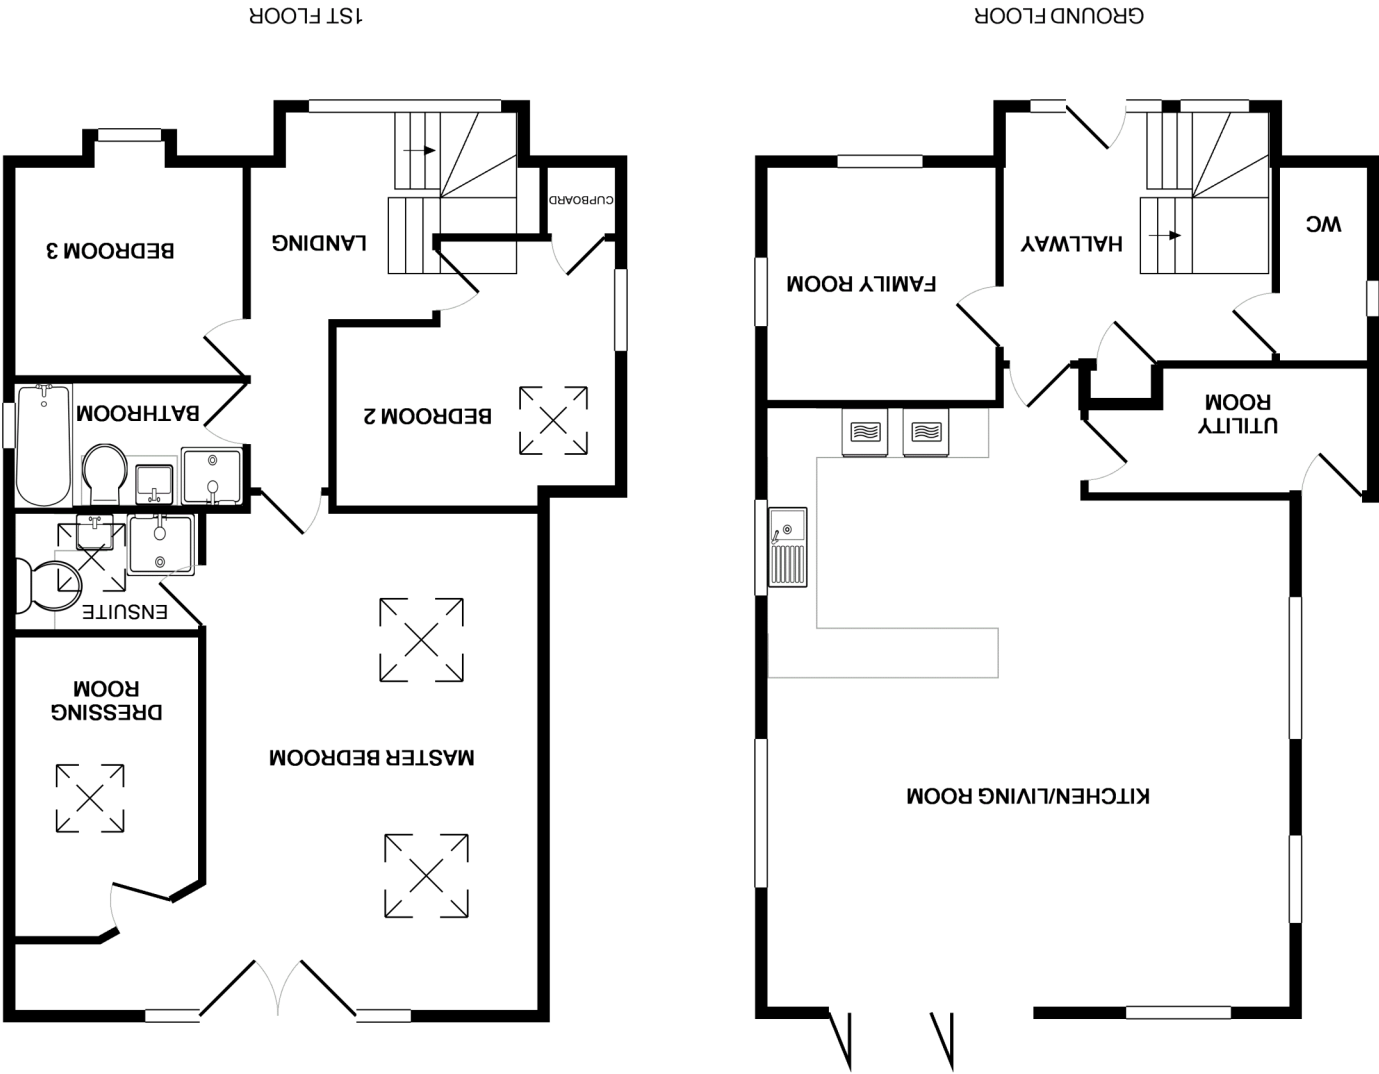 GROUND FLOOR
1ST FLOOR
KITCHEN/LIVING ROOM
UTILITY
ROOM
FAMILY ROOM
HALLWAY
WC
MASTER BEDROOM
DRESSING
ROOM
ENSUITE
BATHROOM
BEDROOM 2
BEDROOM 3
LANDING
CUPBOARD